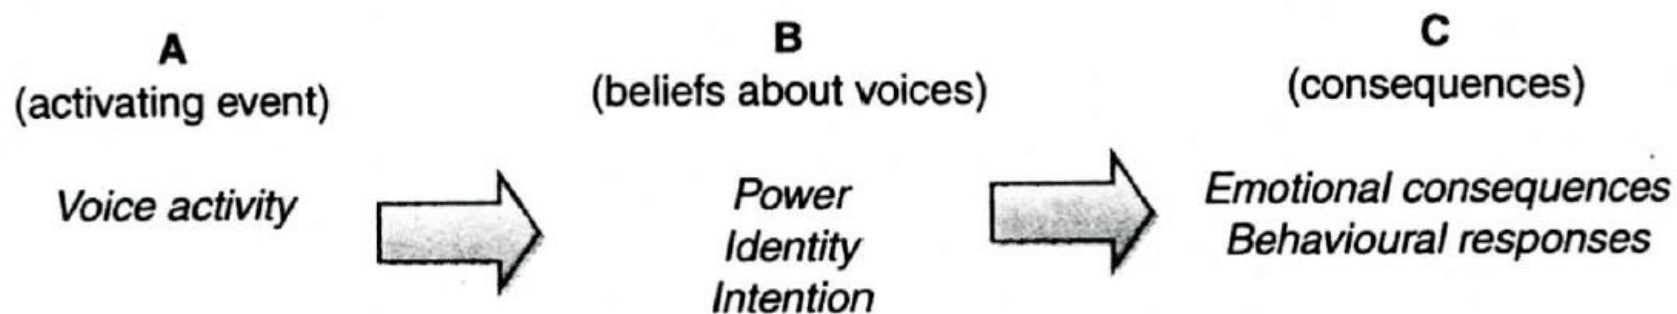 A
(activating event)
Voice activity
B
(beliefs about voices)
Power
Identity
Intention
C
(consequences)
Emotional consequences
Behavioural responses